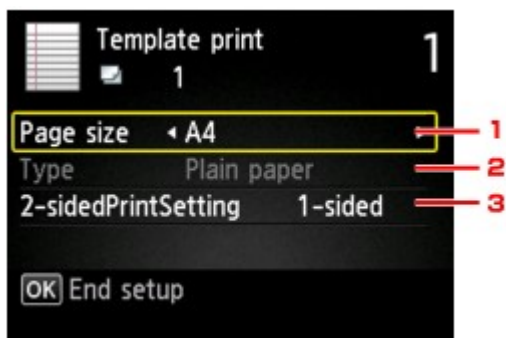 Template print
1
1
Page size A4
1
Type Plain paper
2
2-sidedPrintSetting 1-sided
3
OK End setup